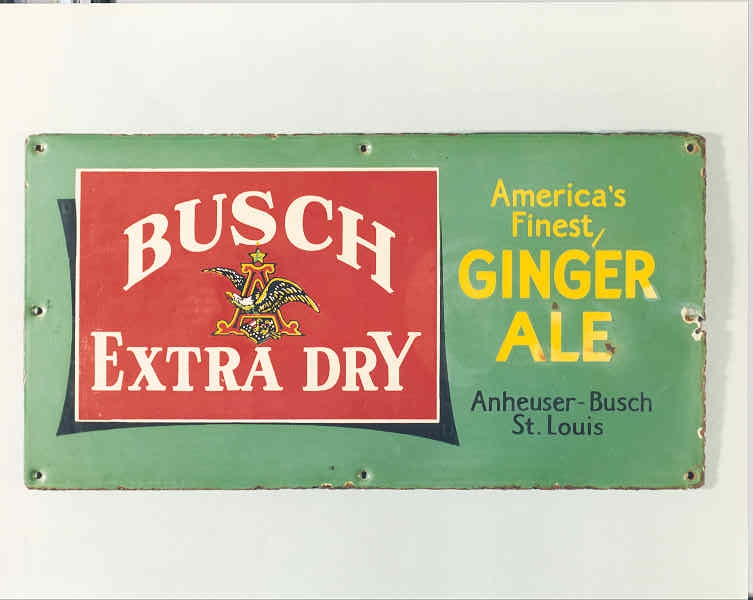 BUSCH
A
EXTRA DRY
America's
Finest
GINGER
ALE
Anheuser-Busch
St. Louis